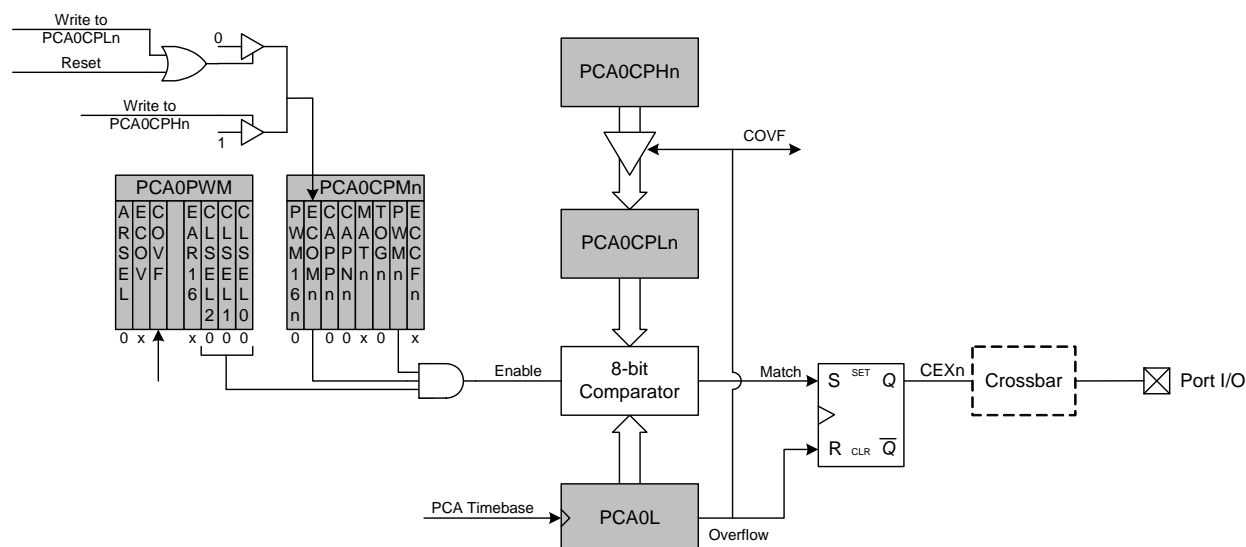 Write to
PCA0CPLn
0
Reset
Write to
PCA0CPHn
1
PCA0CPHn
COVF
PCA0PWM
ARSEL
ECOV
COVF
EAR16
CLSEL2
CLSEL1
CLSEL0
0 x x 0 0 0
PCA0CPMn
PWM16n
ECOMn
CAPPn
CAPNn
MATn
TOGn
PWMn
ECCFn
0 0 0 x 0 x
PCA0CPLn
Enable
8-bit
Comparator
Match
S SET Q
R CLR Q
CEXn
Crossbar
Port I/O
PCA Timebase
PCA0L
Overflow